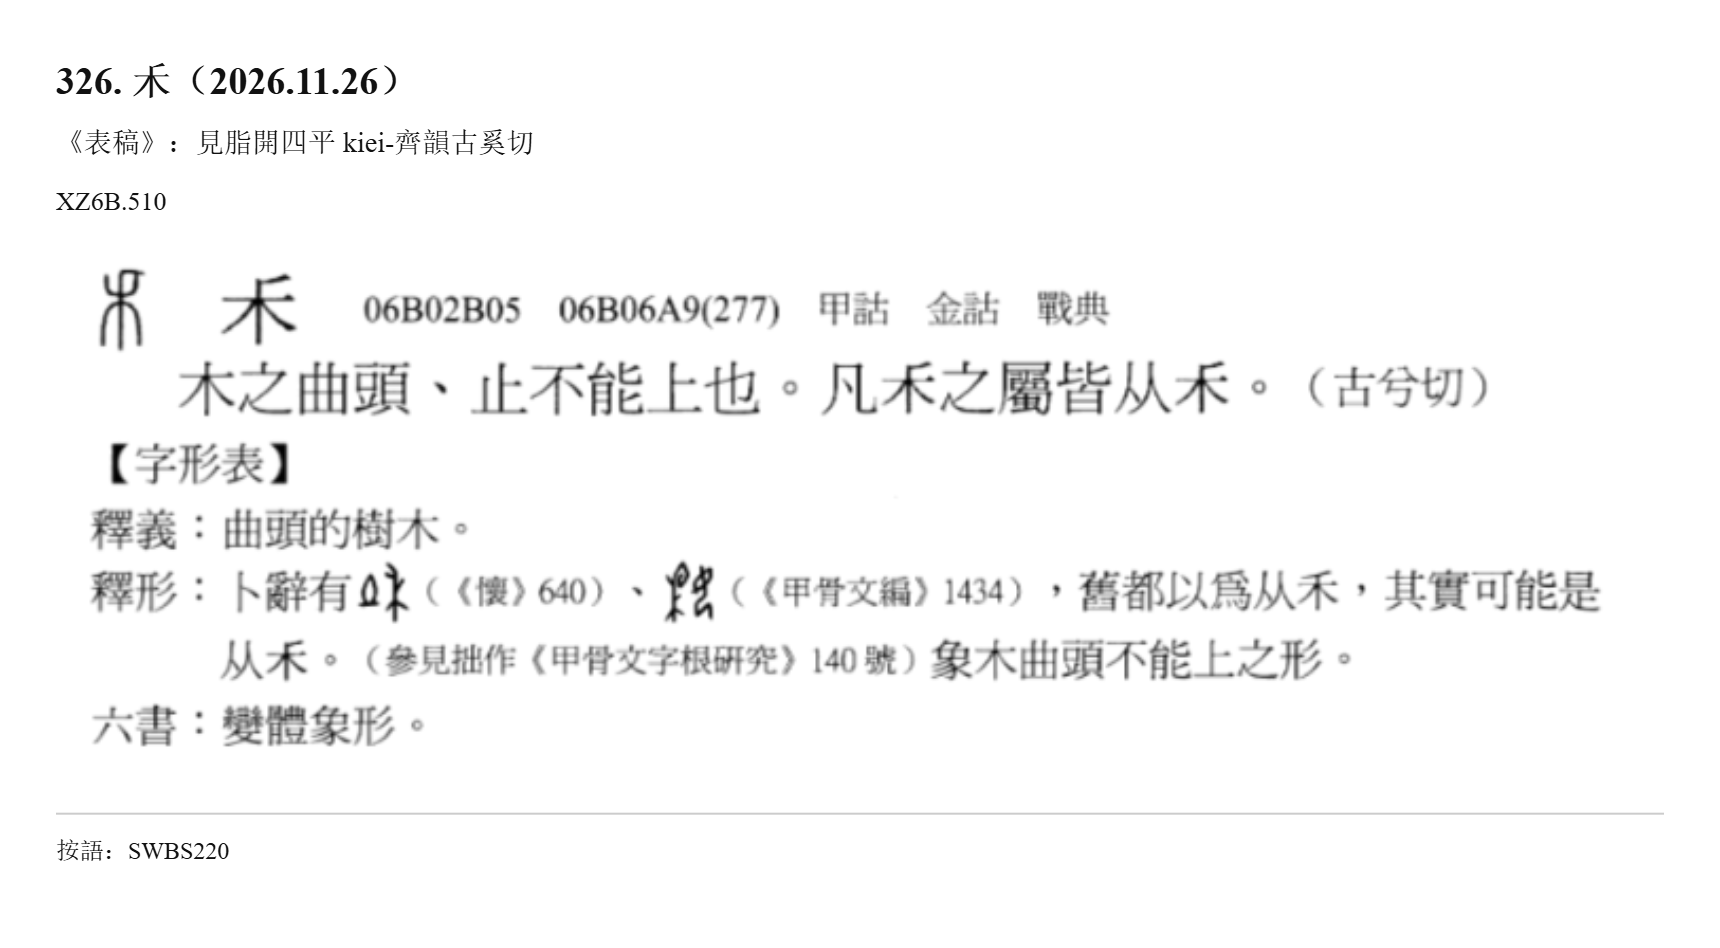 326. 𥝌（2026.11.26）
《表稿》：見脂開四平 kiei-齊韻古奚切
XZ6B.510
𥝌 06B02B05 06B06A9(277) 甲詁 金詁 戰典
木之曲頭、止不能上也。凡𥝌之屬皆从𥝌。（古兮切）
【字形表】
釋義：曲頭的樹木。
釋形：卜辭有（《懷》640）、（《甲骨文編》1434），舊都以爲从禾，其實可能是
从𥝌。（參見拙作《甲骨文字根研究》140 號）象木曲頭不能上之形。
六書：變體象形。
按語：SWBS220